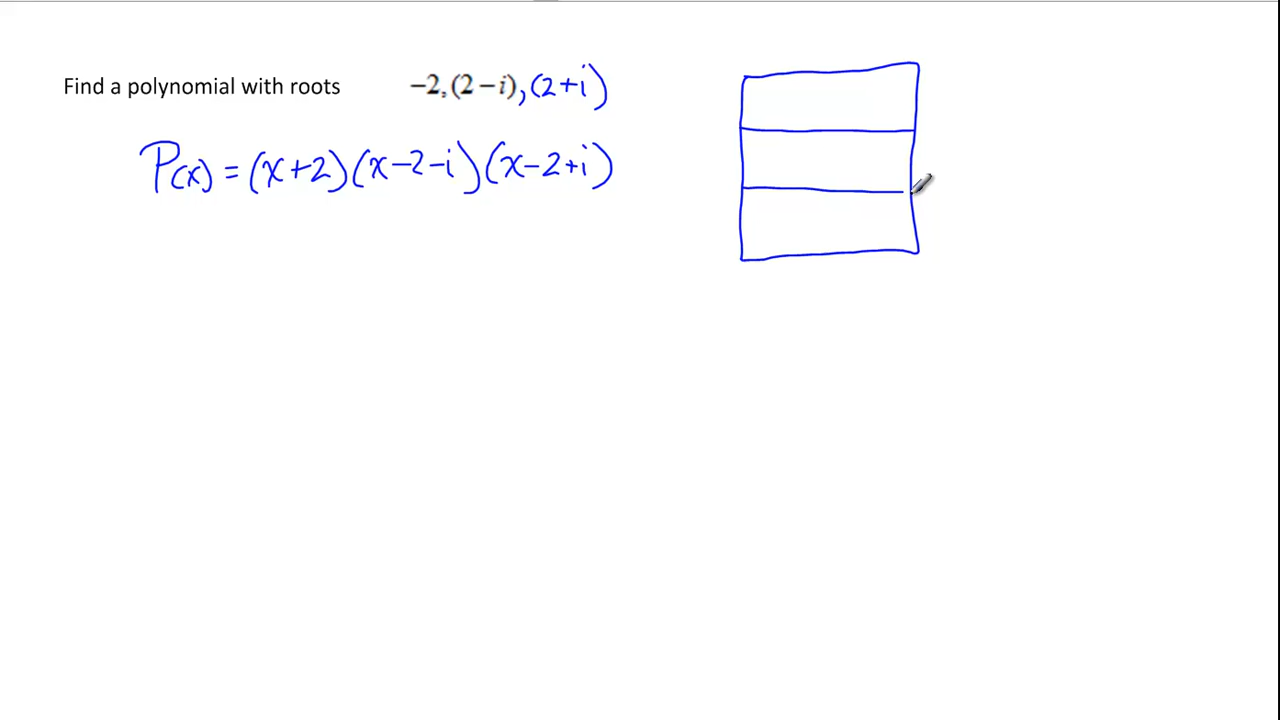 Find a polynomial with roots −2, (2−i), (2+i)
P(x) = (x+2)(x−2−i)(x−2+i)